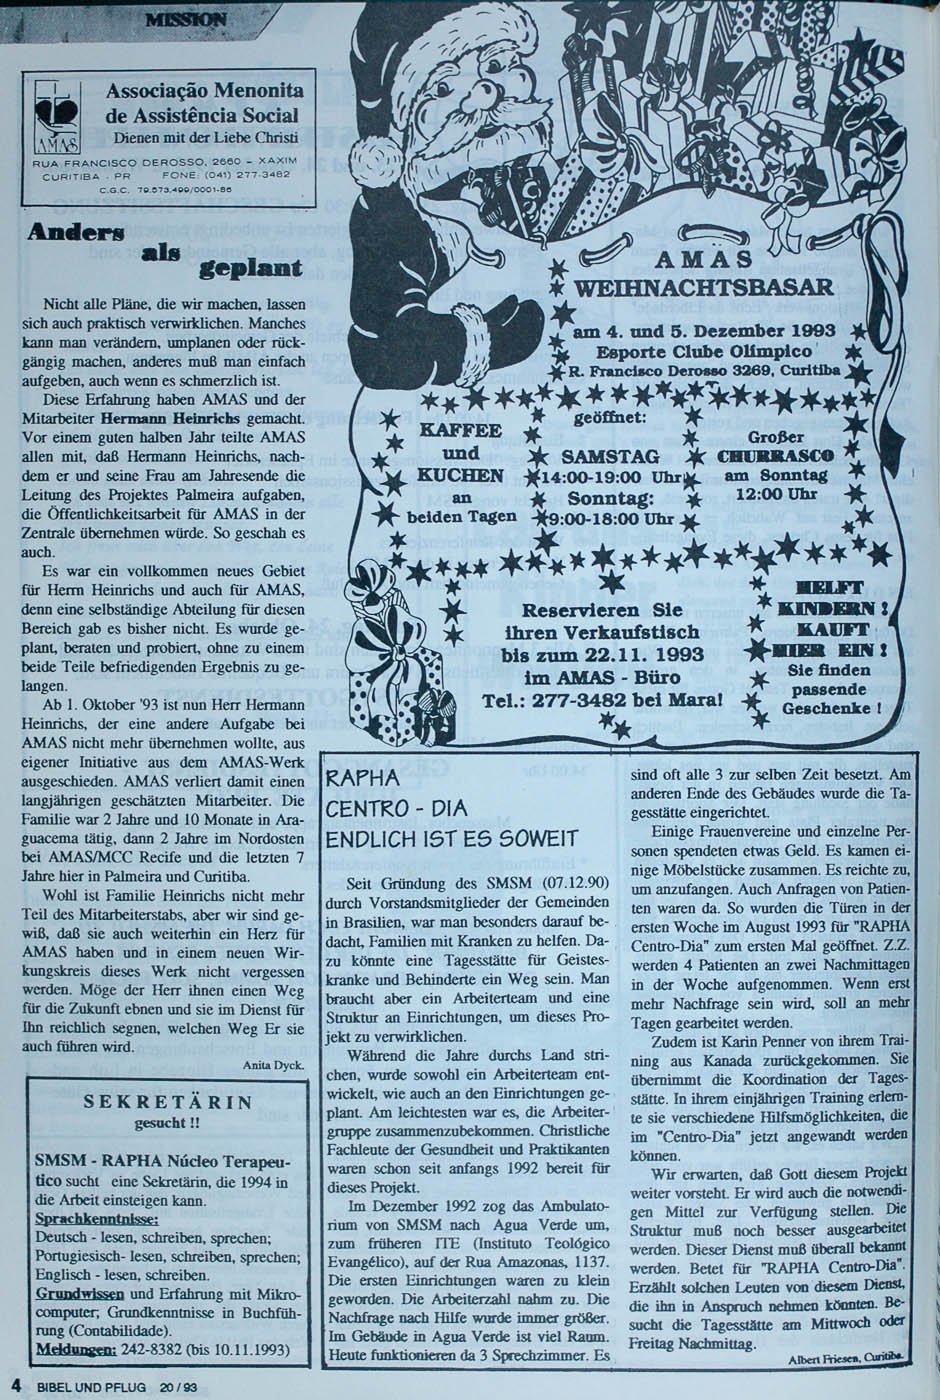 MISSION
Associação Menonita
de Assistência Social
Dienen mit der Liebe Christi
AMAS
RUA FRANCISCO DEROSSO, 2660 – XAXIM
CURITIBA - PR FONE: (041) 277-3482
C.G.C. 79.573.499/0001-86
Anders
als
geplant
Nicht alle Pläne, die wir machen, lassen
sich auch praktisch verwirklichen. Manches
kann man verändern, umplanen oder rück-
gängig machen, anderes muß man einfach
aufgeben, auch wenn es schmerzlich ist.
Diese Erfahrung haben AMAS und der
Mitarbeiter Hermann Heinrichs gemacht.
Vor einem guten halben Jahr teilte AMAS
allen mit, daß Hermann Heinrichs, nach-
dem er und seine Frau am Jahresende die
Leitung des Projektes Palmeira aufgaben,
die Öffentlichkeitsarbeit für AMAS in der
Zentrale übernehmen würde. So geschah es
auch.
Es war ein vollkommen neues Gebiet
für Herrn Heinrichs und auch für AMAS,
denn eine selbständige Abteilung für diesen
Bereich gab es bisher nicht. Es wurde ge-
plant, beraten und probiert, ohne zu einem
beide Teile befriedigenden Ergebnis zu ge-
langen.
Ab 1. Oktober '93 ist nun Herr Hermann
Heinrichs, der eine andere Aufgabe bei
AMAS nicht mehr übernehmen wollte, aus
eigener Initiative aus dem AMAS-Werk
ausgeschieden. AMAS verliert damit einen
langjährigen geschätzten Mitarbeiter. Die
Familie war 2 Jahre und 10 Monate in Ara-
guacema tätig, dann 2 Jahre im Nordosten
bei AMAS/MCC Recife und die letzten 7
Jahre hier in Palmeira und Curitiba.
Wohl ist Familie Heinrichs nicht mehr
Teil des Mitarbeiterstabs, aber wir sind ge-
wiß, daß sie auch weiterhin ein Herz für
AMAS haben und in einem neuen Wir-
kungskreis dieses Werk nicht vergessen
werden. Möge der Herr ihnen einen Weg
für die Zukunft ebnen und sie im Dienst für
Ihn reichlich segnen, welchen Weg Er sie
auch führen wird.
Anita Dyck.
SEKRETÄRIN
gesucht !!
SMSM - RAPHA Núcleo Terapeu-
tico sucht eine Sekretärin, die 1994 in
die Arbeit einsteigen kann.
Sprachkenntnisse:
Deutsch - lesen, schreiben, sprechen;
Portugiesisch- lesen, schreiben, sprechen;
Englisch - lesen, schreiben.
Grundwissen und Erfahrung mit Mikro-
computer; Grundkenntnisse in Buchfüh-
rung (Contabilidade).
Meldungen: 242-8382 (bis 10.11.1993)
AMAS
WEIHNACHTSBASAR
am 4. und 5. Dezember 1993
Esporte Clube Olímpico
R. Francisco Derosso 3269, Curitiba
KAFFEE
und
KUCHEN
an
beiden Tagen
geöffnet:
SAMSTAG
14:00-19:00 Uhr
Sonntag:
9:00-18:00 Uhr
Großer
CHURRASCO
am Sonntag
12:00 Uhr
Reservieren Sie
ihren Verkaufstisch
bis zum 22.11. 1993
im AMAS - Büro
Tel.: 277-3482 bei Mara!
HELFT
KINDERN !
KAUFT
HIER EIN !
Sie finden
passende
Geschenke !
RAPHA
CENTRO - DIA
ENDLICH IST ES SOWEIT
Seit Gründung des SMSM (07.12.90)
durch Vorstandsmitglieder der Gemeinden
in Brasilien, war man besonders darauf be-
dacht, Familien mit Kranken zu helfen. Da-
zu könnte eine Tagesstätte für Geistes-
kranke und Behinderte ein Weg sein. Man
braucht aber ein Arbeiterteam und eine
Struktur an Einrichtungen, um dieses Pro-
jekt zu verwirklichen.
Während die Jahre durchs Land stri-
chen, wurde sowohl ein Arbeiterteam ent-
wickelt, wie auch an den Einrichtungen ge-
plant. Am leichtesten war es, die Arbeiter-
gruppe zusammenzubekommen. Christliche
Fachleute der Gesundheit und Praktikanten
waren schon seit anfangs 1992 bereit für
dieses Projekt.
Im Dezember 1992 zog das Ambulato-
rium von SMSM nach Agua Verde um,
zum früheren ITE (Instituto Teológico
Evangélico), auf der Rua Amazonas, 1137.
Die ersten Einrichtungen waren zu klein
geworden. Die Arbeiterzahl nahm zu. Die
Nachfrage nach Hilfe wurde immer größer.
Im Gebäude in Agua Verde ist viel Raum.
Heute funktionieren da 3 Sprechzimmer. Es
sind oft alle 3 zur selben Zeit besetzt. Am
anderen Ende des Gebäudes wurde die Ta-
gesstätte eingerichtet.
Einige Frauenvereine und einzelne Per-
sonen spendeten etwas Geld. Es kamen ei-
nige Möbelstücke zusammen. Es reichte zu,
um anzufangen. Auch Anfragen von Patien-
ten waren da. So wurden die Türen in der
ersten Woche im August 1993 für "RAPHA
Centro-Dia" zum ersten Mal geöffnet. Z.Z.
werden 4 Patienten an zwei Nachmittagen
in der Woche aufgenommen. Wenn erst
mehr Nachfrage sein wird, soll an mehr
Tagen gearbeitet werden.
Zudem ist Karin Penner von ihrem Trai-
ning aus Kanada zurückgekommen. Sie
übernimmt die Koordination der Tages-
stätte. In ihrem einjährigen Training erlern-
te sie verschiedene Hilfsmöglichkeiten, die
im "Centro-Dia" jetzt angewandt werden
können.
Wir erwarten, daß Gott diesem Projekt
weiter vorsteht. Er wird auch die notwendi-
gen Mittel zur Verfügung stellen. Die
Struktur muß noch besser ausgearbeitet
werden. Dieser Dienst muß überall bekannt
werden. Betet für "RAPHA Centro-Dia".
Erzählt solchen Leuten von diesem Dienst,
die ihn in Anspruch nehmen könnten. Be-
sucht die Tagesstätte am Mittwoch oder
Freitag Nachmittag.
Albert Friesen, Curitiba.
4 BIBEL UND PFLUG 20/93